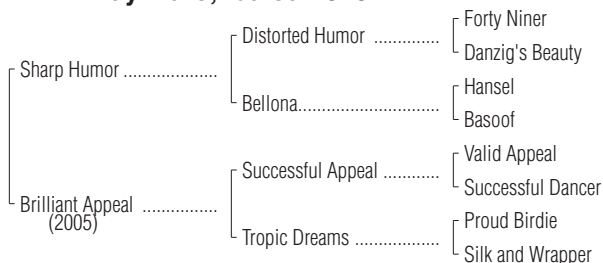 Forty Niner
Distorted Humor ..............
Danzig's Beauty
Sharp Humor ....................
Hansel
Bellona..............................
Basoof
Valid Appeal
Successful Appeal ............
Successful Dancer
Brilliant Appeal ................
(2005)
Proud Birdie
Tropic Dreams ..................
Silk and Wrapper